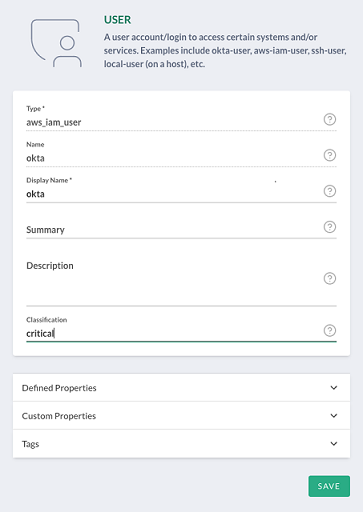 USER
A user account/login to access certain systems and/or
services. Examples include okta-user, aws-iam-user, ssh-user,
local-user (on a host), etc.
Type *
aws_iam_user
Name
okta
Display Name *
okta
Summary
Description
Classification
critical
Defined Properties
Custom Properties
Tags
SAVE